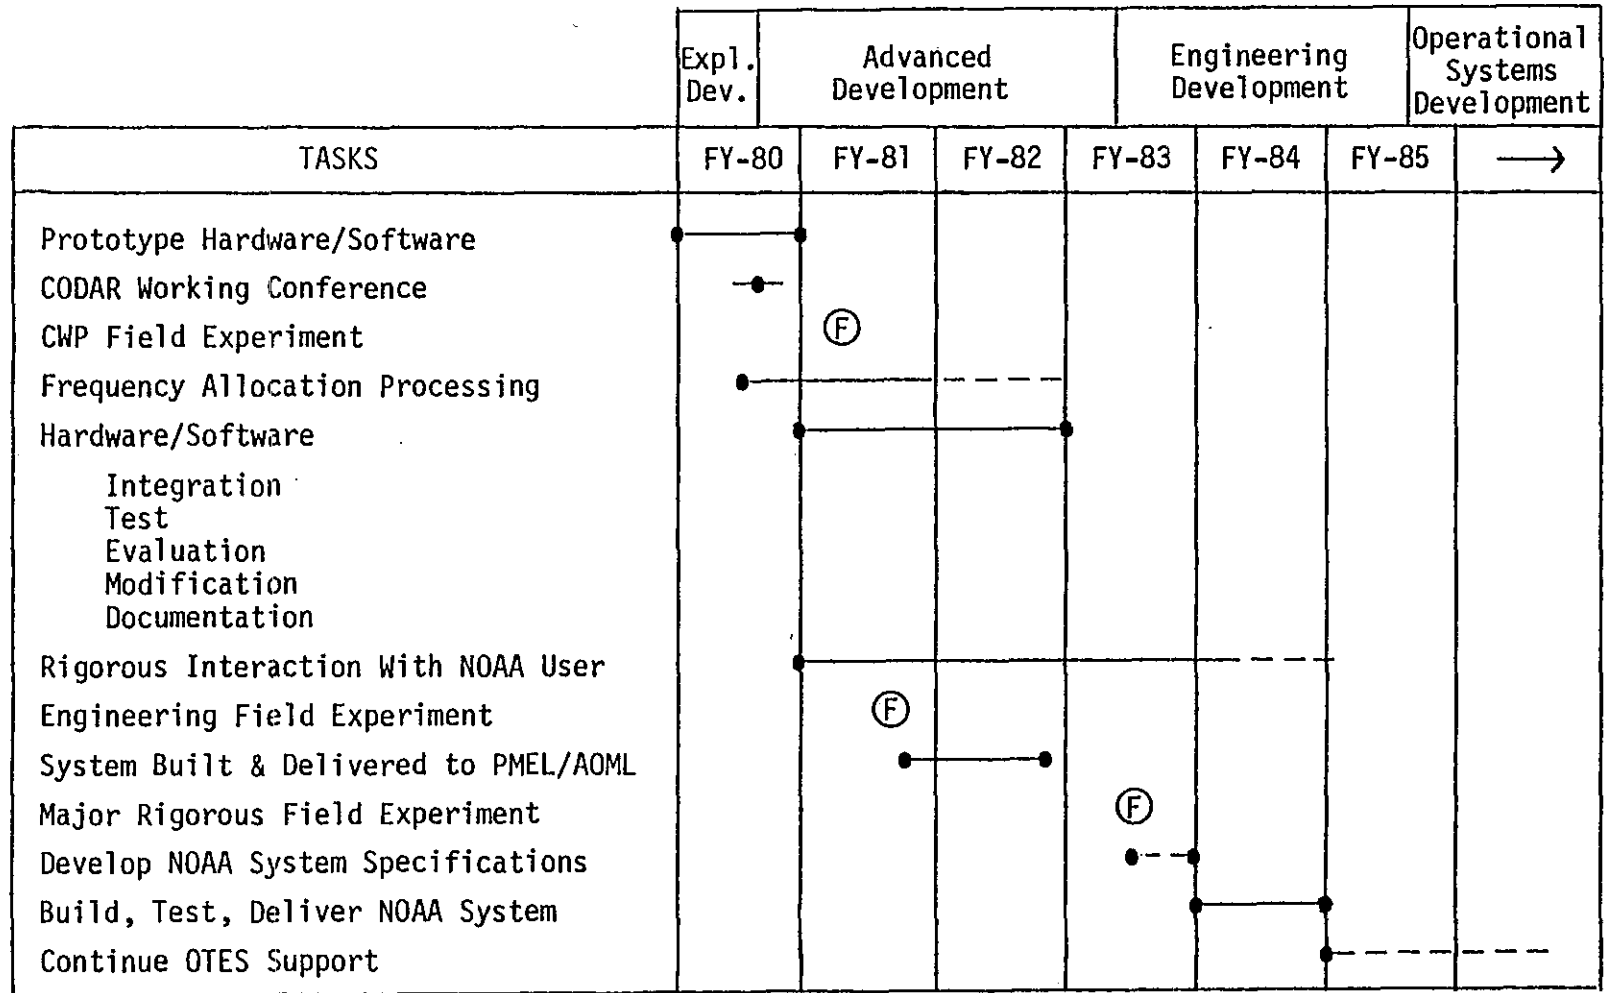 Expl. Dev.
Advanced Development
Engineering Development
Operational Systems Development
TASKS FY-80 FY-81 FY-82 FY-83 FY-84 FY-85
Prototype Hardware/Software
CODAR Working Conference
CWP Field Experiment F
Frequency Allocation Processing
Hardware/Software
Integration
Test
Evaluation
Modification
Documentation
Rigorous Interaction With NOAA User
Engineering Field Experiment F
System Built & Delivered to PMEL/AOML
Major Rigorous Field Experiment F
Develop NOAA System Specifications
Build, Test, Deliver NOAA System
Continue OTES Support